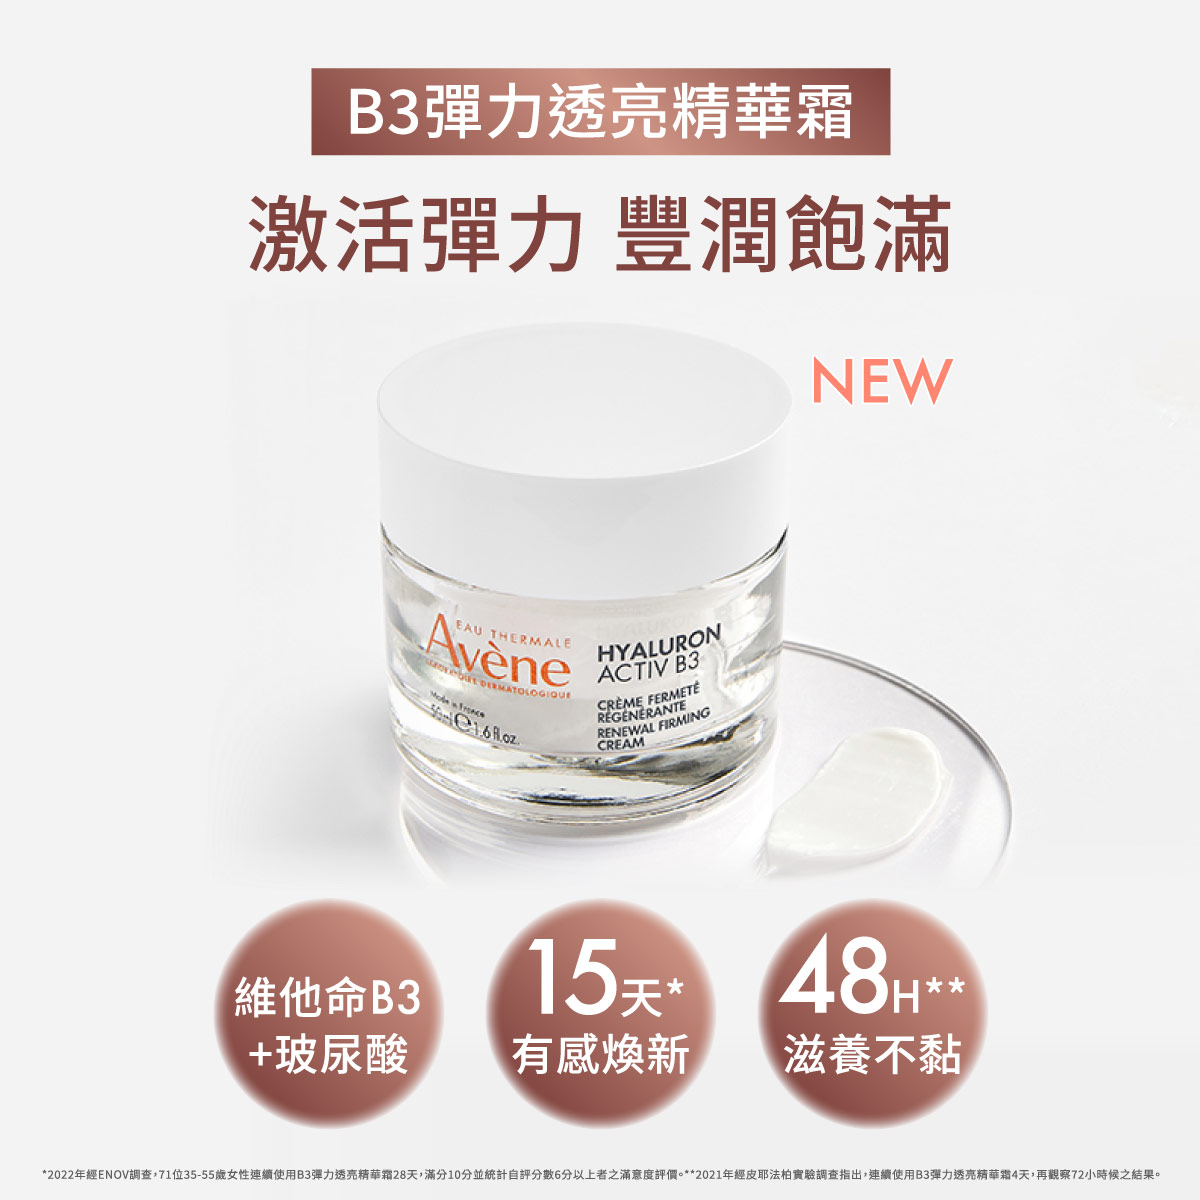 B3彈力透亮精華霜
激活彈力 豐潤飽滿
NEW
EAU THERMALE
Avène
LABORATOIRE DERMATOLOGIQUE
Made in France
50 ml e 1.6 fl.oz.
HYALURON
ACTIV B3
CRÈME FERMETÉ
RÉGÉNÉRANTE
RENEWAL FIRMING
CREAM
維他命B3
+玻尿酸
15天*
有感煥新
48H**
滋養不黏
*2022年經ENOV調查，71位35-55歲女性連續使用B3彈力透亮精華霜28天，滿分10分並統計自評分數6分以上者之滿意度評價。**2021年經皮耶法柏實驗調查指出，連續使用B3彈力透亮精華霜4天，再觀察72小時候之結果。